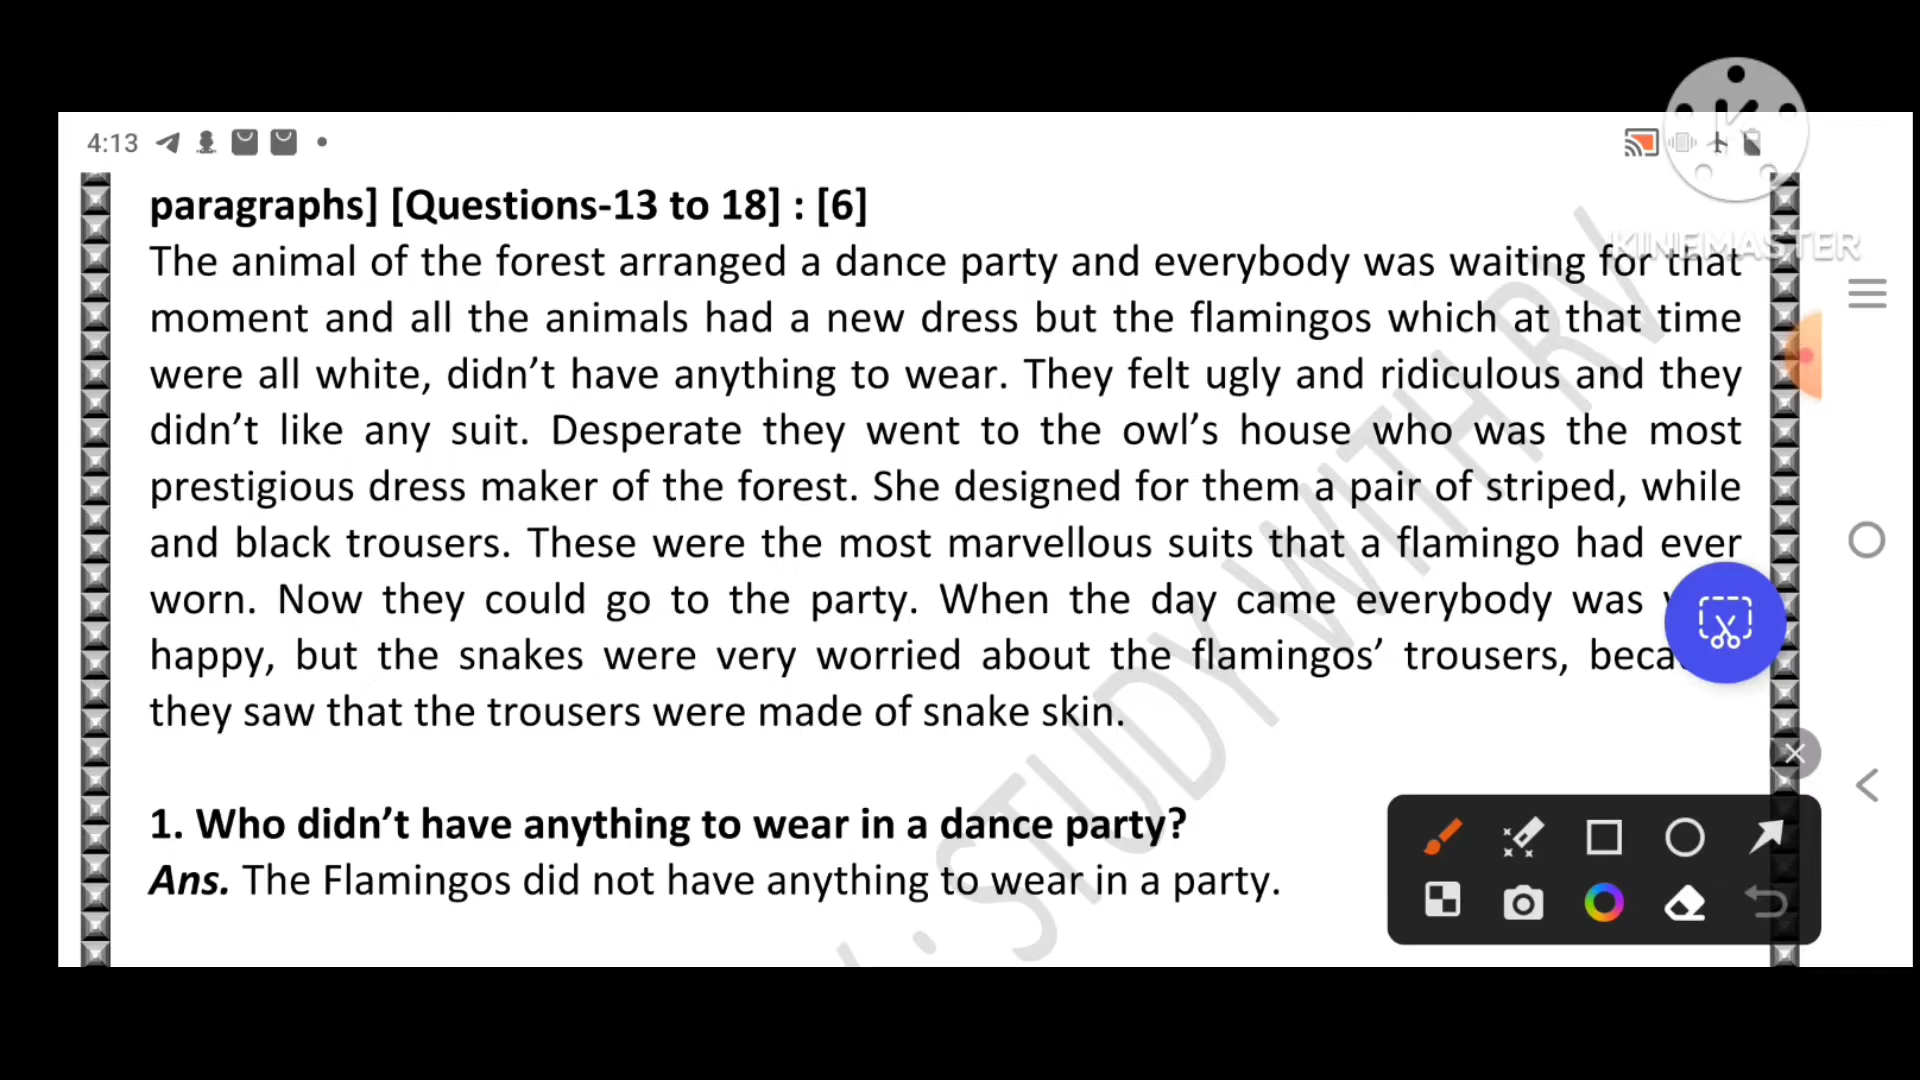 4:13
KINEMASTER
paragraphs] [Questions-13 to 18] : [6]
The animal of the forest arranged a dance party and everybody was waiting for that
moment and all the animals had a new dress but the flamingos which at that time
were all white, didn’t have anything to wear. They felt ugly and ridiculous and they
didn’t like any suit. Desperate they went to the owl’s house who was the most
prestigious dress maker of the forest. She designed for them a pair of striped, while
and black trousers. These were the most marvellous suits that a flamingo had ever
worn. Now they could go to the party. When the day came everybody was
happy, but the snakes were very worried about the flamingos’ trousers,
they saw that the trousers were made of snake skin.
1. Who didn’t have anything to wear in a dance party?
Ans. The Flamingos did not have anything to wear in a party.
STUDY WITH RV